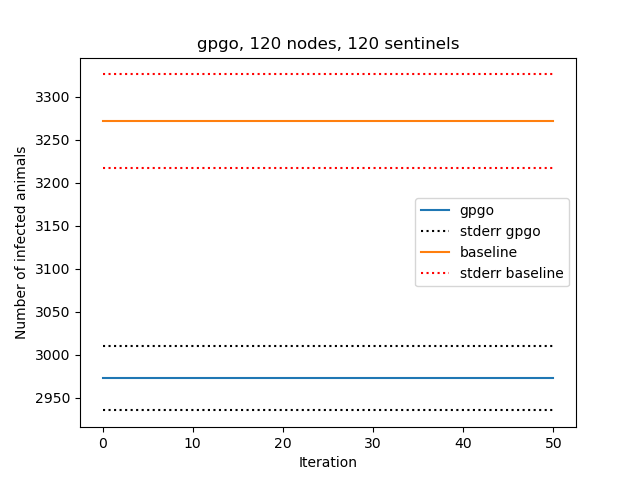 gpgo, 120 nodes, 120 sentinels
Number of infected animals
3300
3250
3200
3150
3100
3050
3000
2950
gpgo
stderr gpgo
baseline
stderr baseline
0
10
20
30
40
50
Iteration